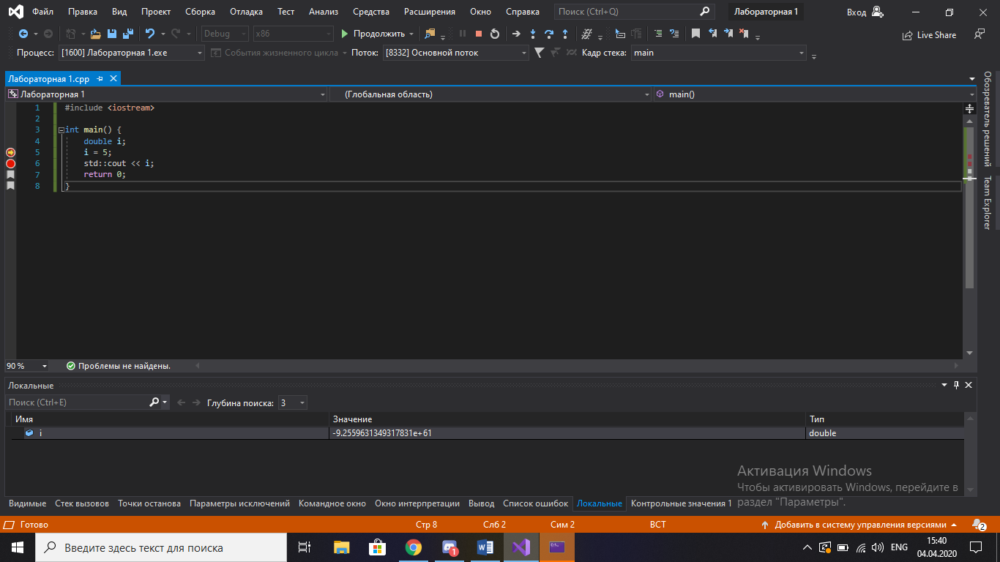 Файл Правка Вид Проект Сборка Отладка Тест Анализ Средства Расширения Окно Справка Поиск (Ctrl+Q) Лабораторная 1 Вход
Debug x86 Продолжить Live Share
Процесс: [1600] Лабораторная 1.exe События жизненного цикла Поток: [8332] Основной поток Кадр стека: main
Лабораторная 1.cpp
Лабораторная 1 (Глобальная область) main()
1 #include <iostream>
2
3 int main() {
4 double i;
5 i = 5;
6 std::cout << i;
7 return 0;
8 }
Обозреватель решений
Team Explorer
90 % Проблемы не найдены.
Локальные
Поиск (Ctrl+E) Глубина поиска: 3
Имя Значение Тип
i -9.2559631349317831e+61 double
Активация Windows
Чтобы активировать Windows, перейдите в
раздел "Параметры".
Видимые Стек вызовов Точки останова Параметры исключений Командное окно Окно интерпретации Вывод Список ошибок Локальные Контрольные значения 1
Готово Стр 8 Слб 2 Сим 2 ВСТ Добавить в систему управления версиями 2
Введите здесь текст для поиска 1 ENG 15:40
04.04.2020